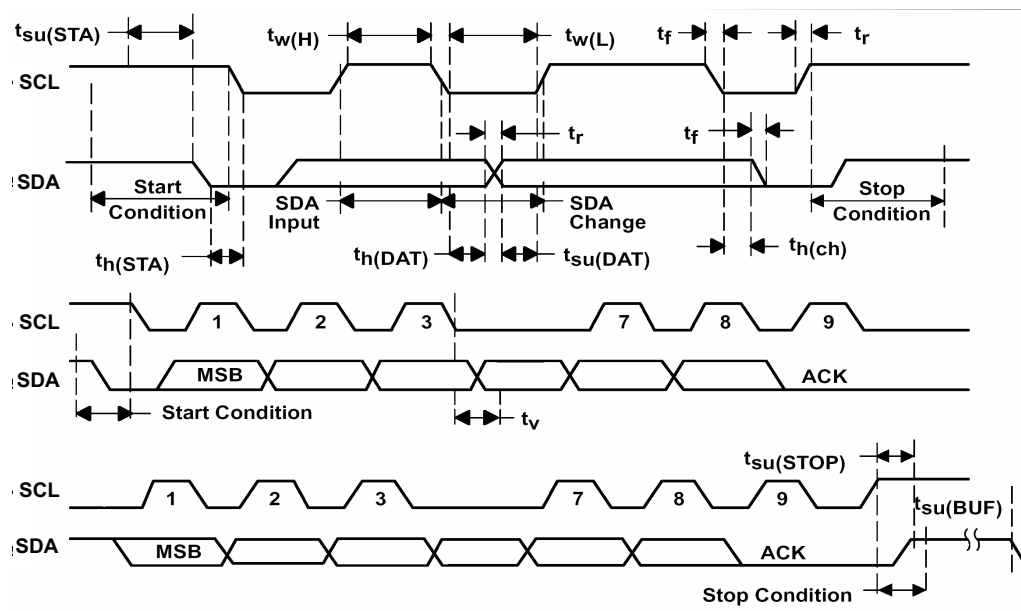 tsu(STA)
tw(H)
tw(L)
tf
tr
SCL
tr
tf
SDA
Start
Condition
SDA
Input
SDA
Change
Stop
Condition
th(STA)
th(DAT)
tsu(DAT)
th(ch)
SCL
1 2 3 7 8 9
SDA
MSB
ACK
Start Condition
tv
tsu(STOP)
SCL
1 2 3 7 8 9
tsu(BUF)
SDA
MSB
ACK
Stop Condition